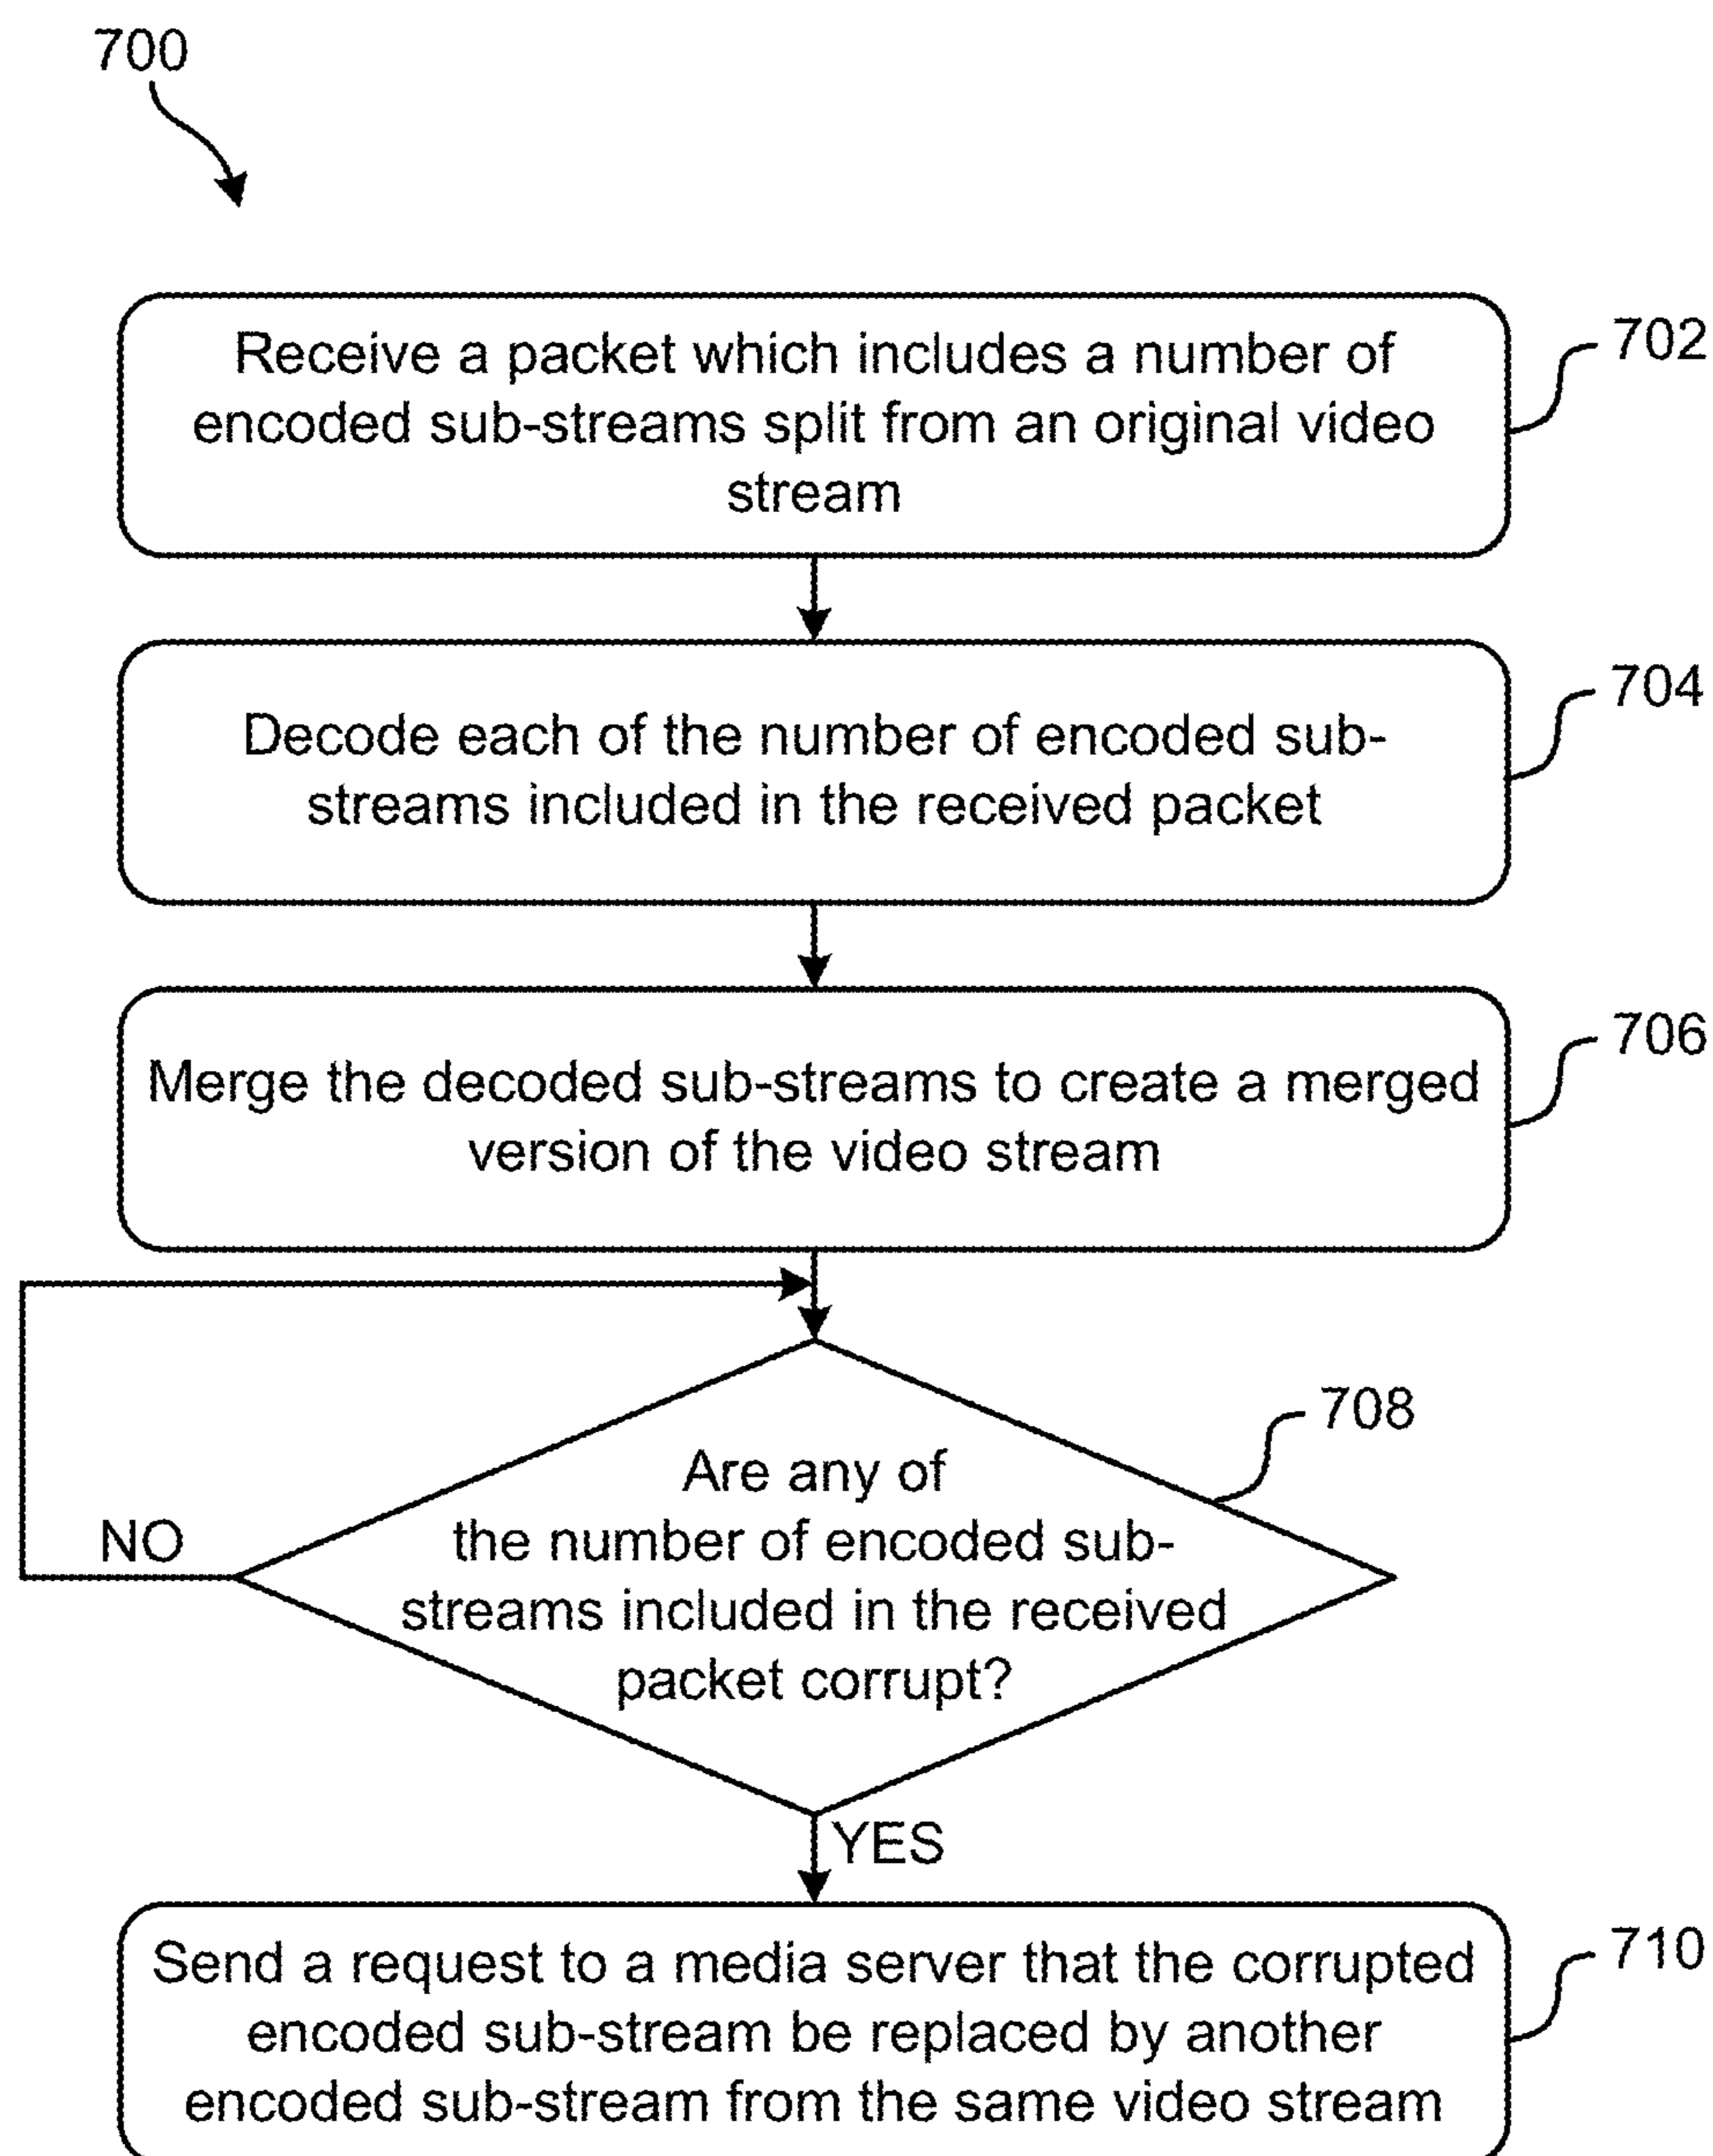 700
Receive a packet which includes a number of
encoded sub-streams split from an original video
stream
702
Decode each of the number of encoded sub-
streams included in the received packet
704
Merge the decoded sub-streams to create a merged
version of the video stream
706
Are any of
the number of encoded sub-
streams included in the received
packet corrupt?
708
NO
YES
Send a request to a media server that the corrupted
encoded sub-stream be replaced by another
encoded sub-stream from the same video stream
710